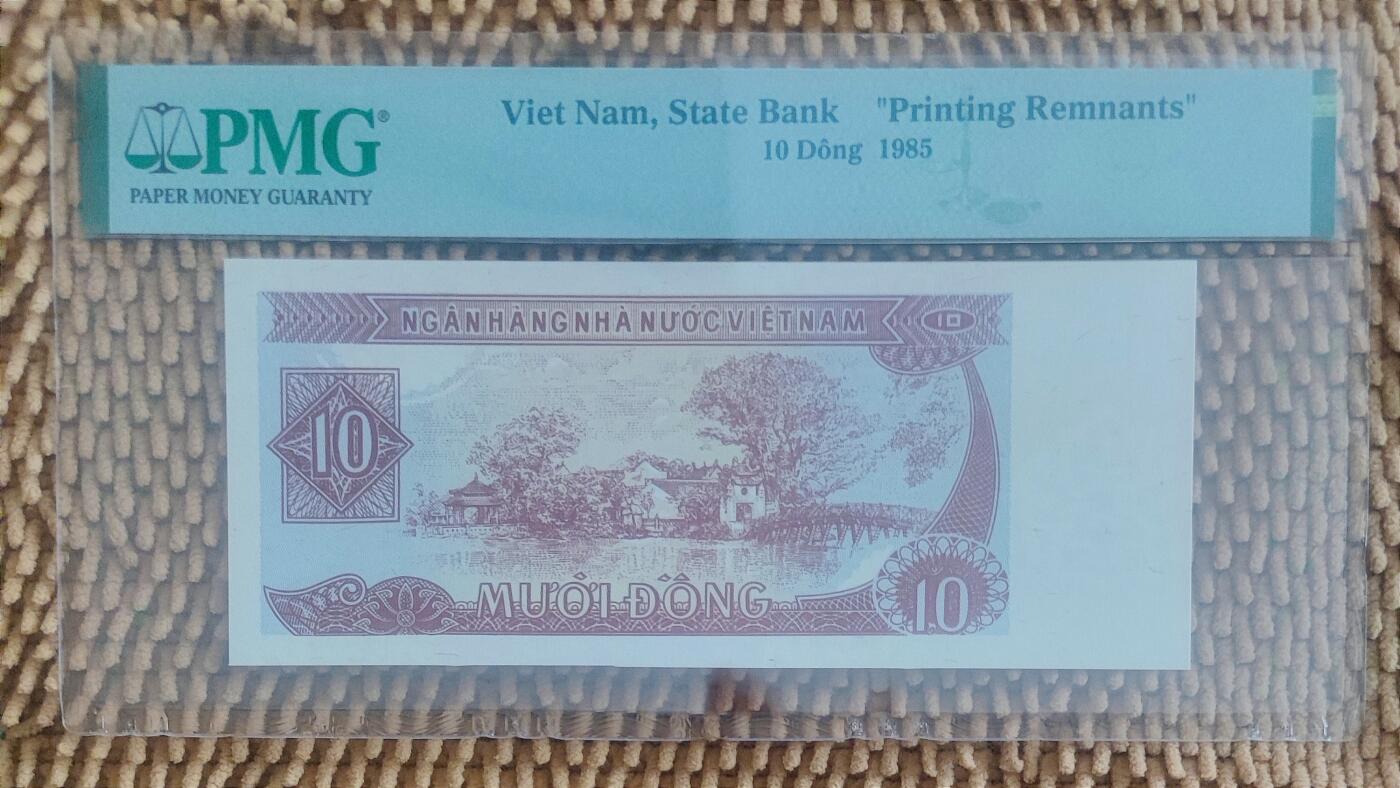 PMG®
PAPER MONEY GUARANTY
Viet Nam, State Bank "Printing Remnants"
10 Dông 1985
NGÂN HÀNG NHÀ NƯỚC VIỆT NAM
10
10
MƯỜI ĐỒNG
10